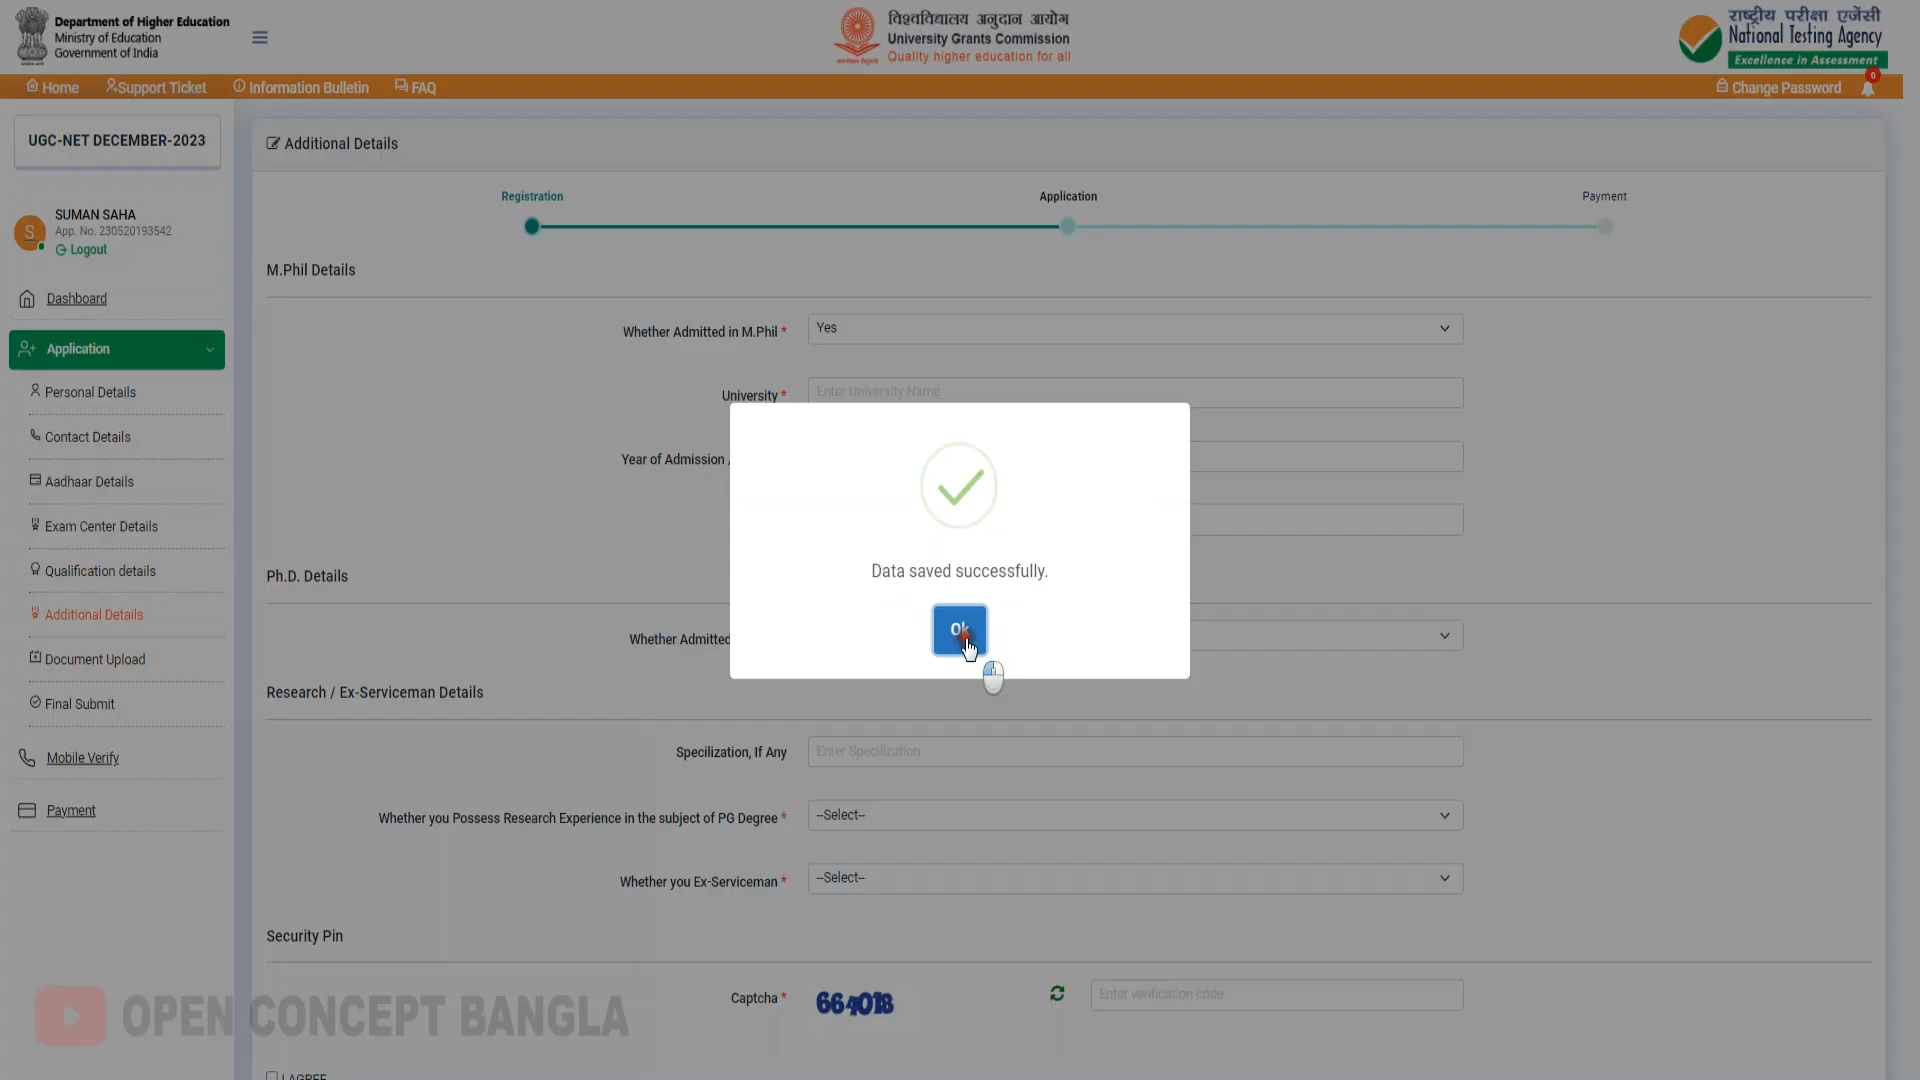 Department of Higher Education
Ministry of Education
Government of India
विश्वविद्यालय अनुदान आयोग
University Grants Commission
Quality higher education for all
राष्ट्रीय परीक्षा एजेंसी
National Testing Agency
Excellence in Assessment
Home
Support Ticket
Information Bulletin
FAQ
Change Password
0
UGC-NET DECEMBER-2023
S
SUMAN SAHA
App. No. 230520193542
Logout
Dashboard
Application
Personal Details
Contact Details
Aadhaar Details
Exam Center Details
Qualification details
Additional Details
Document Upload
Final Submit
Mobile Verify
Payment
Additional Details
Registration
Application
Payment
M.Phil Details
Whether Admitted in M.Phil *
Yes
University *
Enter University Name
Year of Admission
Data saved successfully.
Ok
Ph.D. Details
Whether Admitted
Research / Ex-Serviceman Details
Specilization, If Any
Enter Specilization
Whether you Possess Research Experience in the subject of PG Degree *
--Select--
Whether you Ex-Serviceman *
--Select--
Security Pin
Captcha *
664018
Enter verification code
I AGREE
OPEN CONCEPT BANGLA